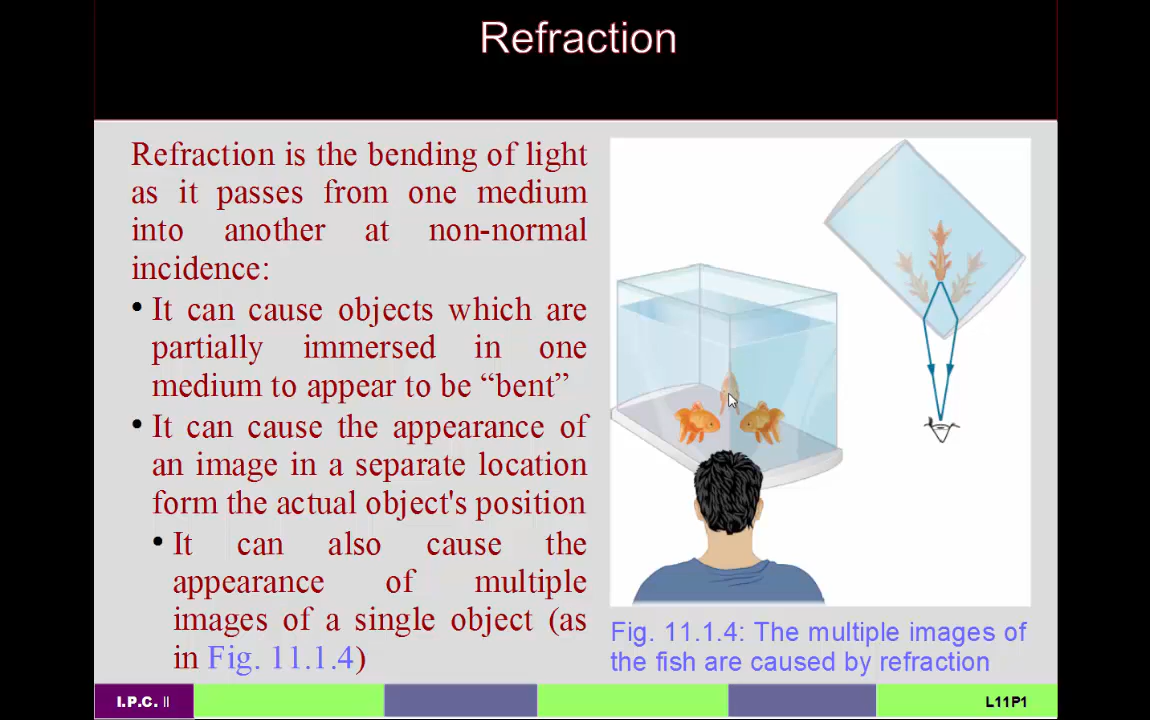 Refraction
Refraction is the bending of light
as it passes from one medium
into another at non-normal
incidence:
• It can cause objects which are
partially immersed in one
medium to appear to be “bent”
• It can cause the appearance of
an image in a separate location
form the actual object's position
• It can also cause the
appearance of multiple
images of a single object (as
in Fig. 11.1.4)
Fig. 11.1.4: The multiple images of
the fish are caused by refraction
I.P.C. II
L11P1